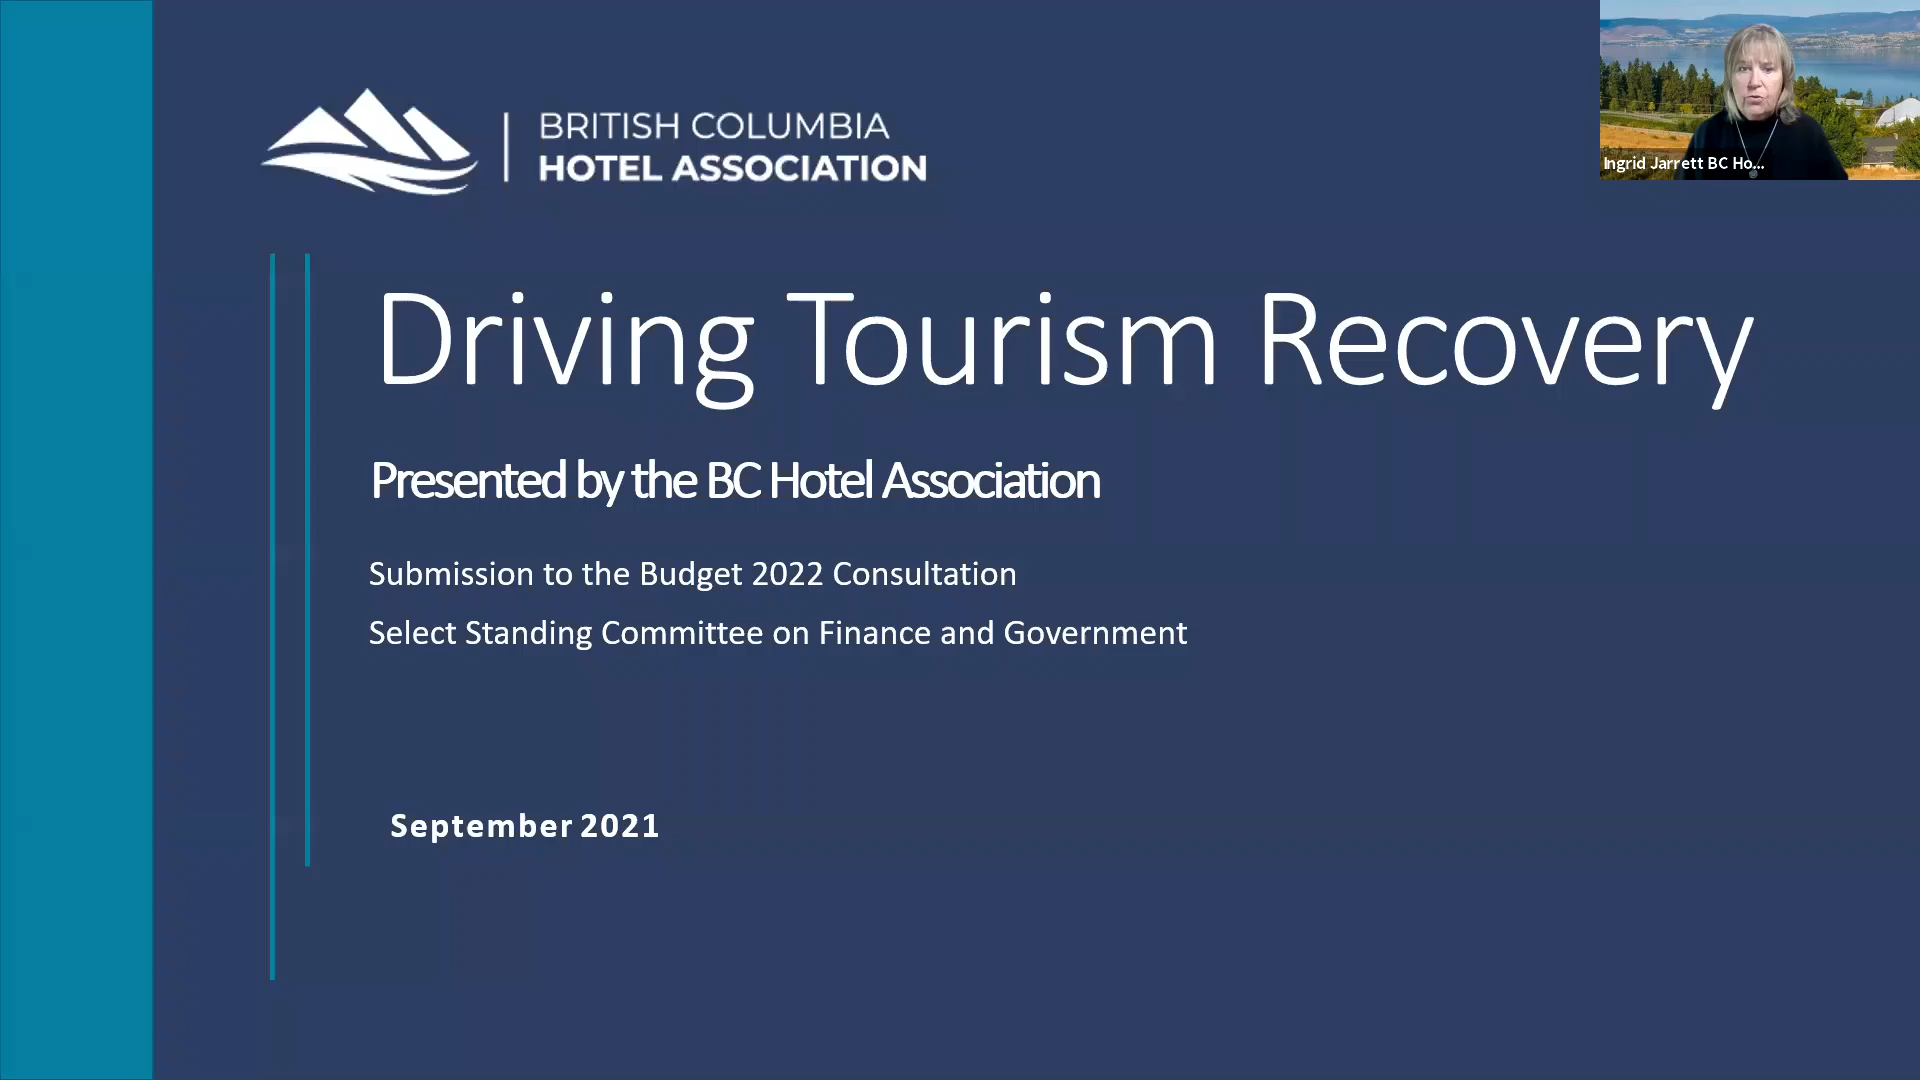 BRITISH COLUMBIA
HOTEL ASSOCIATION
Ingrid Jarrett BC Ho...
Driving Tourism Recovery
Presented by the BC Hotel Association
Submission to the Budget 2022 Consultation
Select Standing Committee on Finance and Government
September 2021